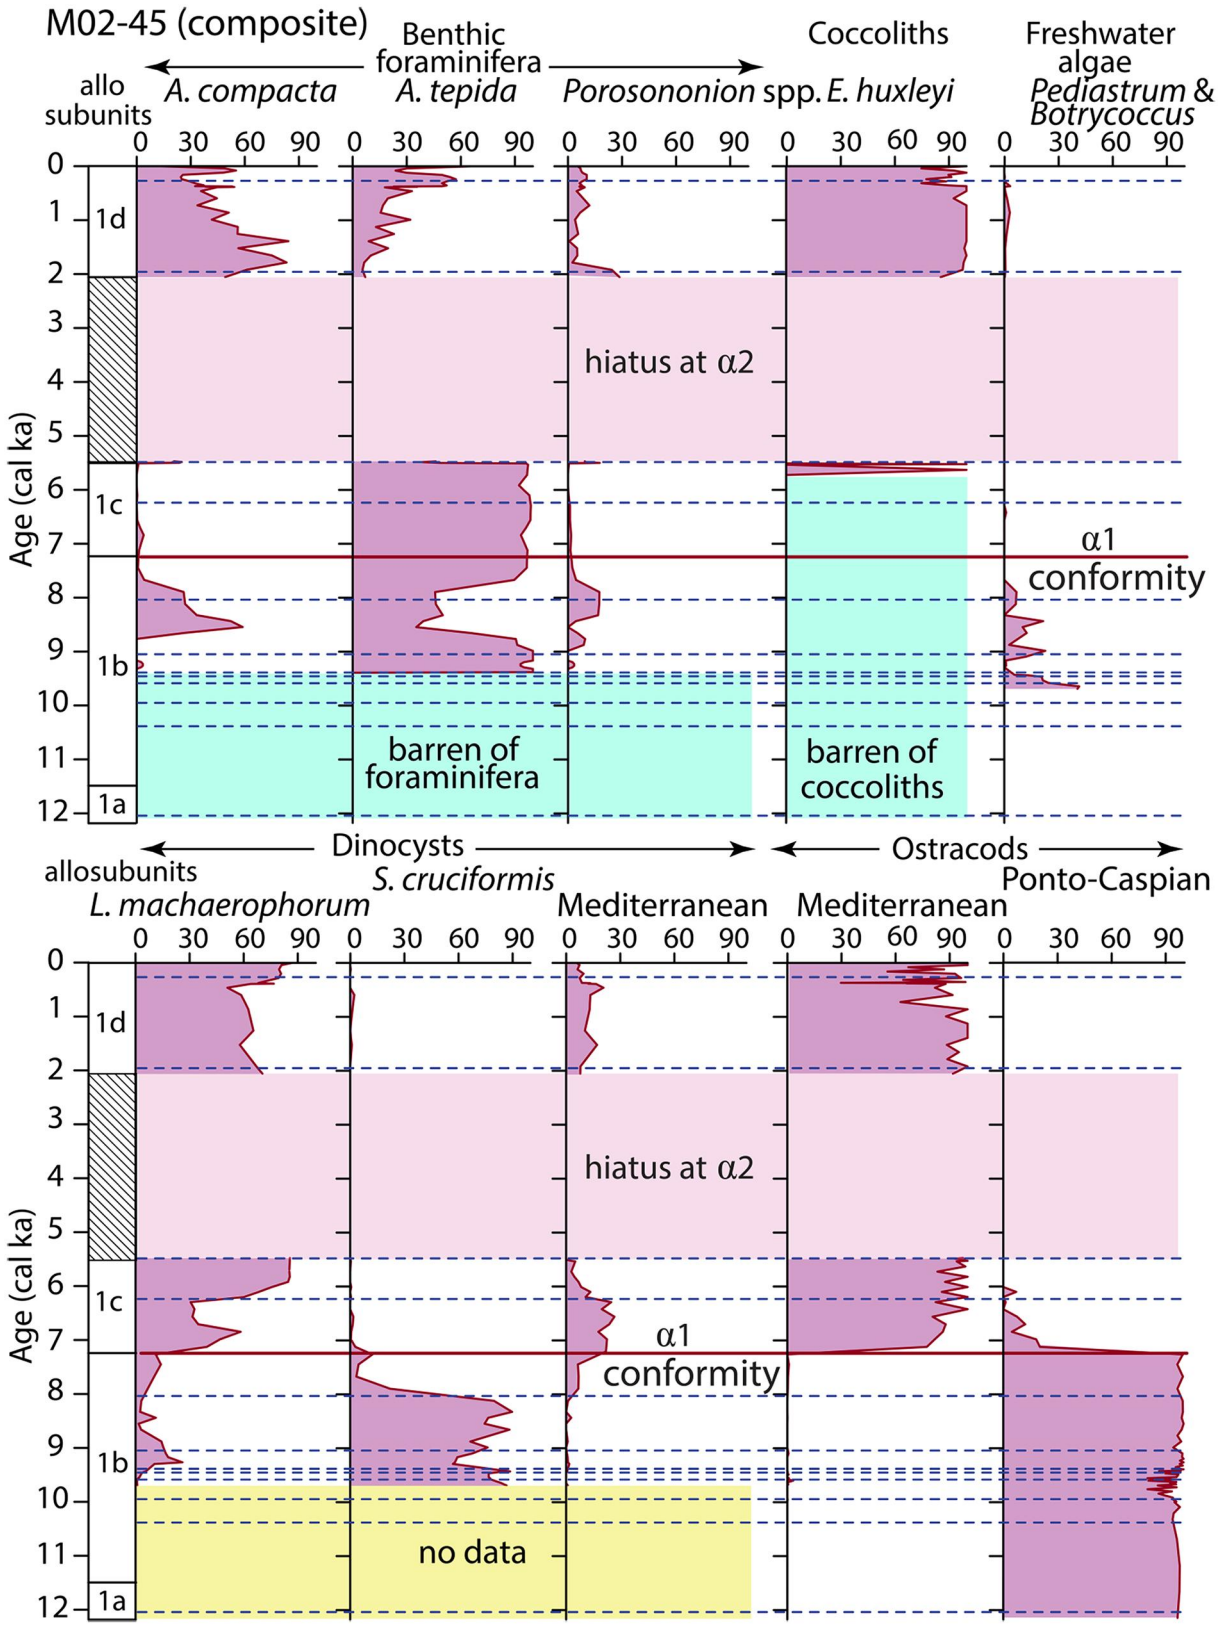 M02-45 (composite)
Benthic
foraminifera
Coccoliths
Freshwater
algae
allo
subunits
A. compacta
A. tepida
Porosononion spp.
E. huxleyi
Pediastrum &
Botrycoccus
0 30 60 90 0 30 60 90 0 30 60 90 0 30 60 90 0 30 60 90
0
1
2
3
4
5
6
7
8
9
10
11
12
Age (cal ka)
1d
1c
1b
1a
hiatus at α2
α1
conformity
barren of
foraminifera
barren of
coccoliths
Dinocysts
Ostracods
allosubunits
L. machaerophorum
S. cruciformis
Mediterranean
Mediterranean
Ponto-Caspian
0 30 60 90 0 30 60 90 0 30 60 90 0 30 60 90 0 30 60 90
0
1
2
3
4
5
6
7
8
9
10
11
12
Age (cal ka)
1d
1c
1b
1a
hiatus at α2
α1
conformity
no data